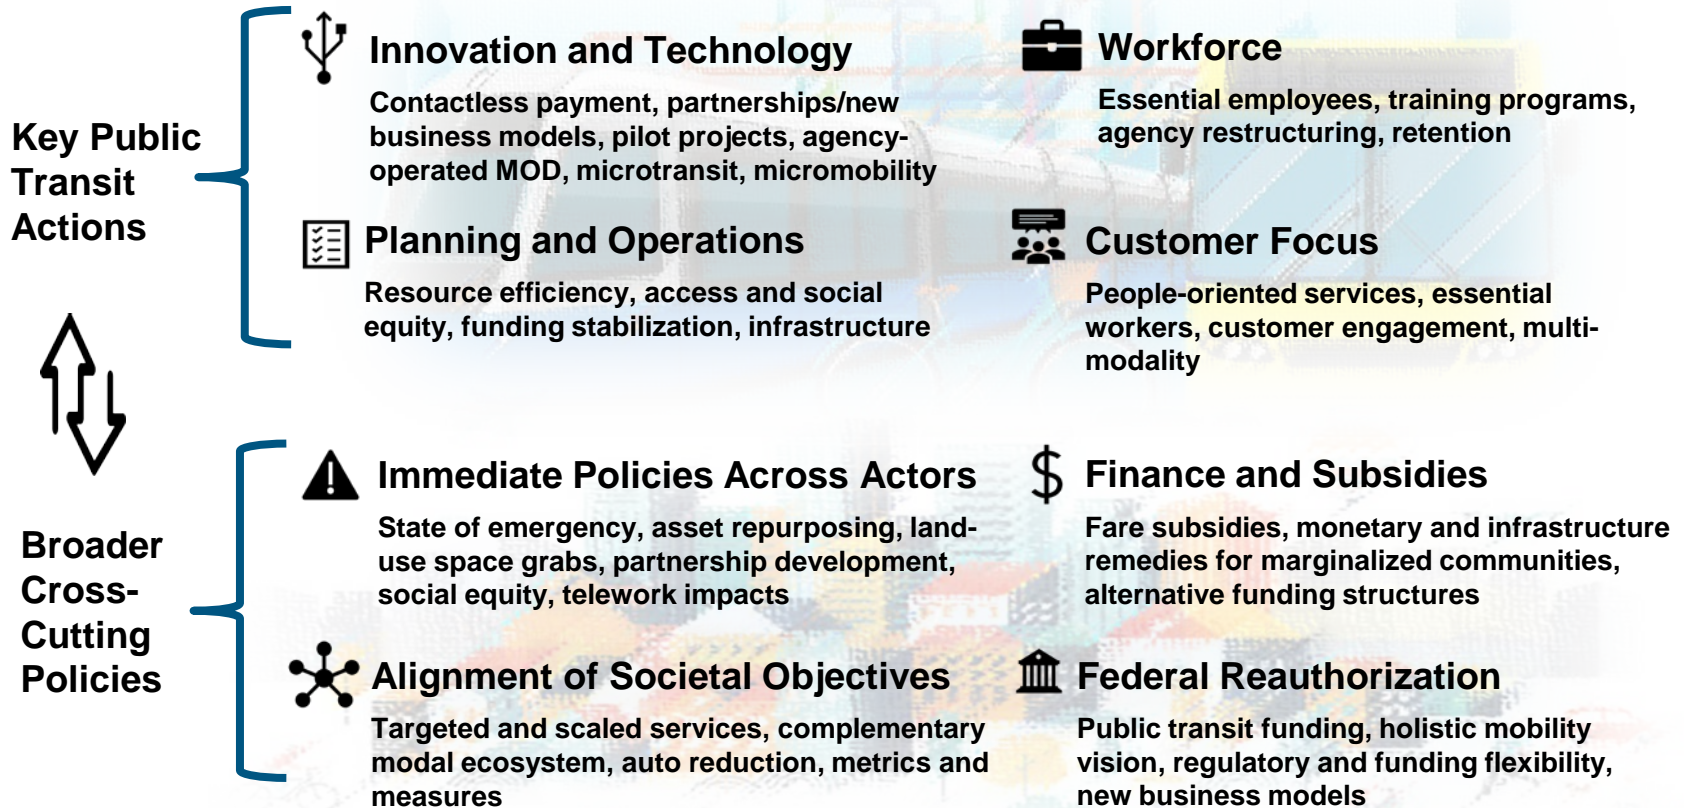 Key Public
Transit
Actions
Innovation and Technology
Contactless payment, partnerships/new
business models, pilot projects, agency-
operated MOD, microtransit, micromobility
Workforce
Essential employees, training programs,
agency restructuring, retention
Planning and Operations
Resource efficiency, access and social
equity, funding stabilization, infrastructure
Customer Focus
People-oriented services, essential
workers, customer engagement, multi-
modality
Broader
Cross-
Cutting
Policies
Immediate Policies Across Actors
State of emergency, asset repurposing, land-
use space grabs, partnership development,
social equity, telework impacts
$ Finance and Subsidies
Fare subsidies, monetary and infrastructure
remedies for marginalized communities,
alternative funding structures
Alignment of Societal Objectives
Targeted and scaled services, complementary
modal ecosystem, auto reduction, metrics and
measures
Federal Reauthorization
Public transit funding, holistic mobility
vision, regulatory and funding flexibility,
new business models